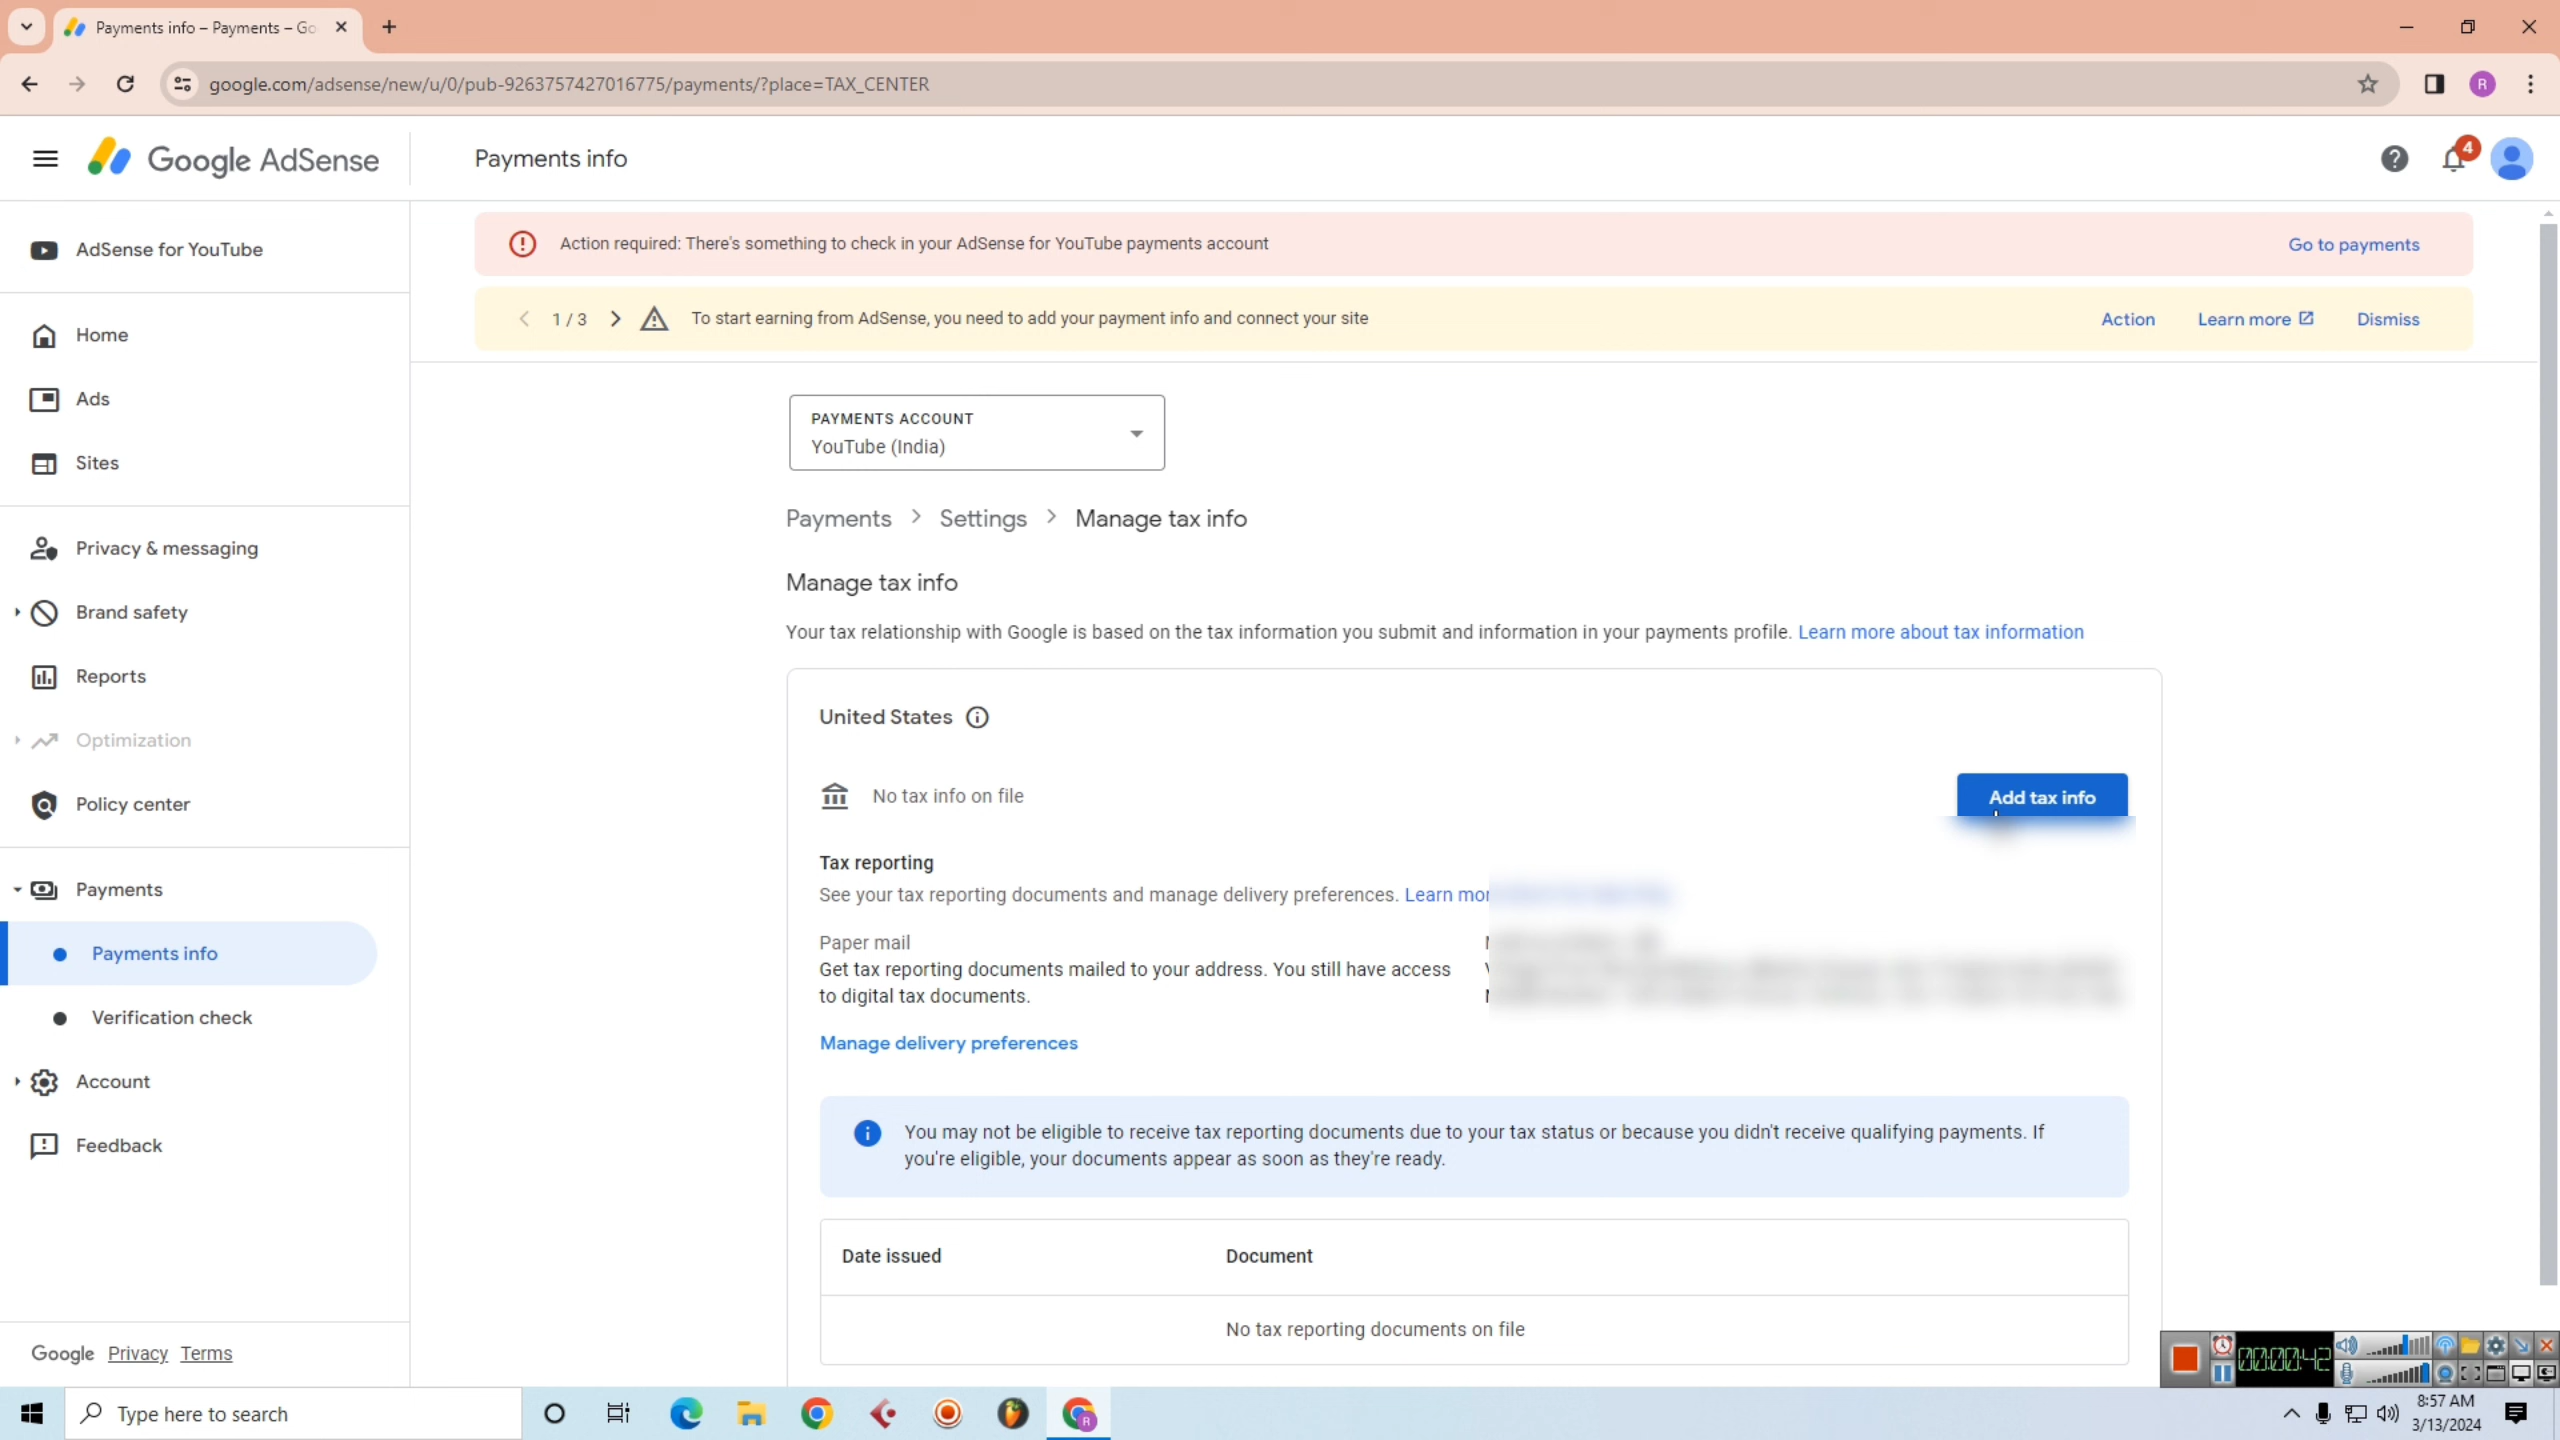 Payments info – Payments – Go
google.com/adsense/new/u/0/pub-9263757427016775/payments/?place=TAX_CENTER
R
Google AdSense
Payments info
4
AdSense for YouTube
Home
Ads
Sites
Privacy & messaging
Brand safety
Reports
Optimization
Policy center
Payments
Payments info
Verification check
Account
Feedback
Google Privacy Terms
Action required: There's something to check in your AdSense for YouTube payments account
Go to payments
1 / 3
To start earning from AdSense, you need to add your payment info and connect your site
Action
Learn more
Dismiss
PAYMENTS ACCOUNT
YouTube (India)
Payments > Settings > Manage tax info
Manage tax info
Your tax relationship with Google is based on the tax information you submit and information in your payments profile. Learn more about tax information
United States
No tax info on file
Add tax info
Tax reporting
See your tax reporting documents and manage delivery preferences. Learn
Paper mail
Get tax reporting documents mailed to your address. You still have access
to digital tax documents.
Manage delivery preferences
You may not be eligible to receive tax reporting documents due to your tax status or because you didn't receive qualifying payments. If
you're eligible, your documents appear as soon as they're ready.
Date issued
Document
No tax reporting documents on file
00:00:42
Type here to search
R
8:57 AM
3/13/2024